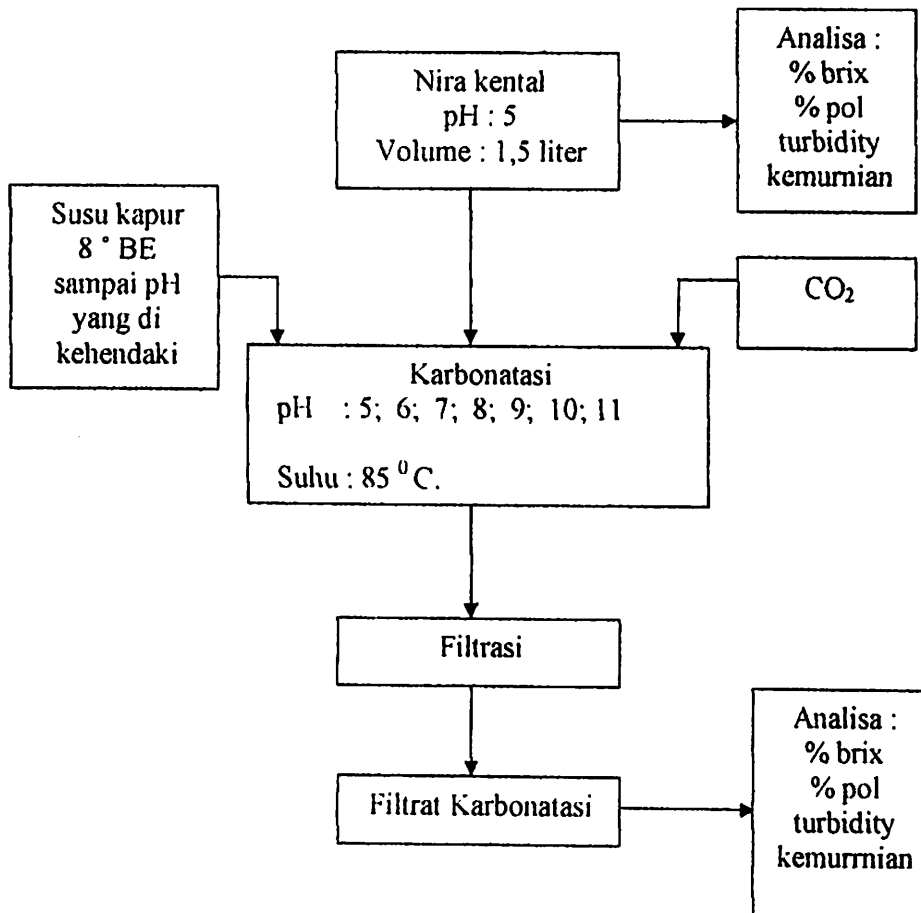 Nira kental
pH : 5
Volume : 1,5 liter
Analisa :
% brix
% pol
turbidity
kemurnian
Susu kapur
8 ° BE
sampai pH
yang di
kehendaki
CO₂
Karbonatasi
pH : 5; 6; 7; 8; 9; 10; 11
Suhu : 85 ⁰ C.
Filtrasi
Filtrat Karbonatasi
Analisa :
% brix
% pol
turbidity
kemurrnian